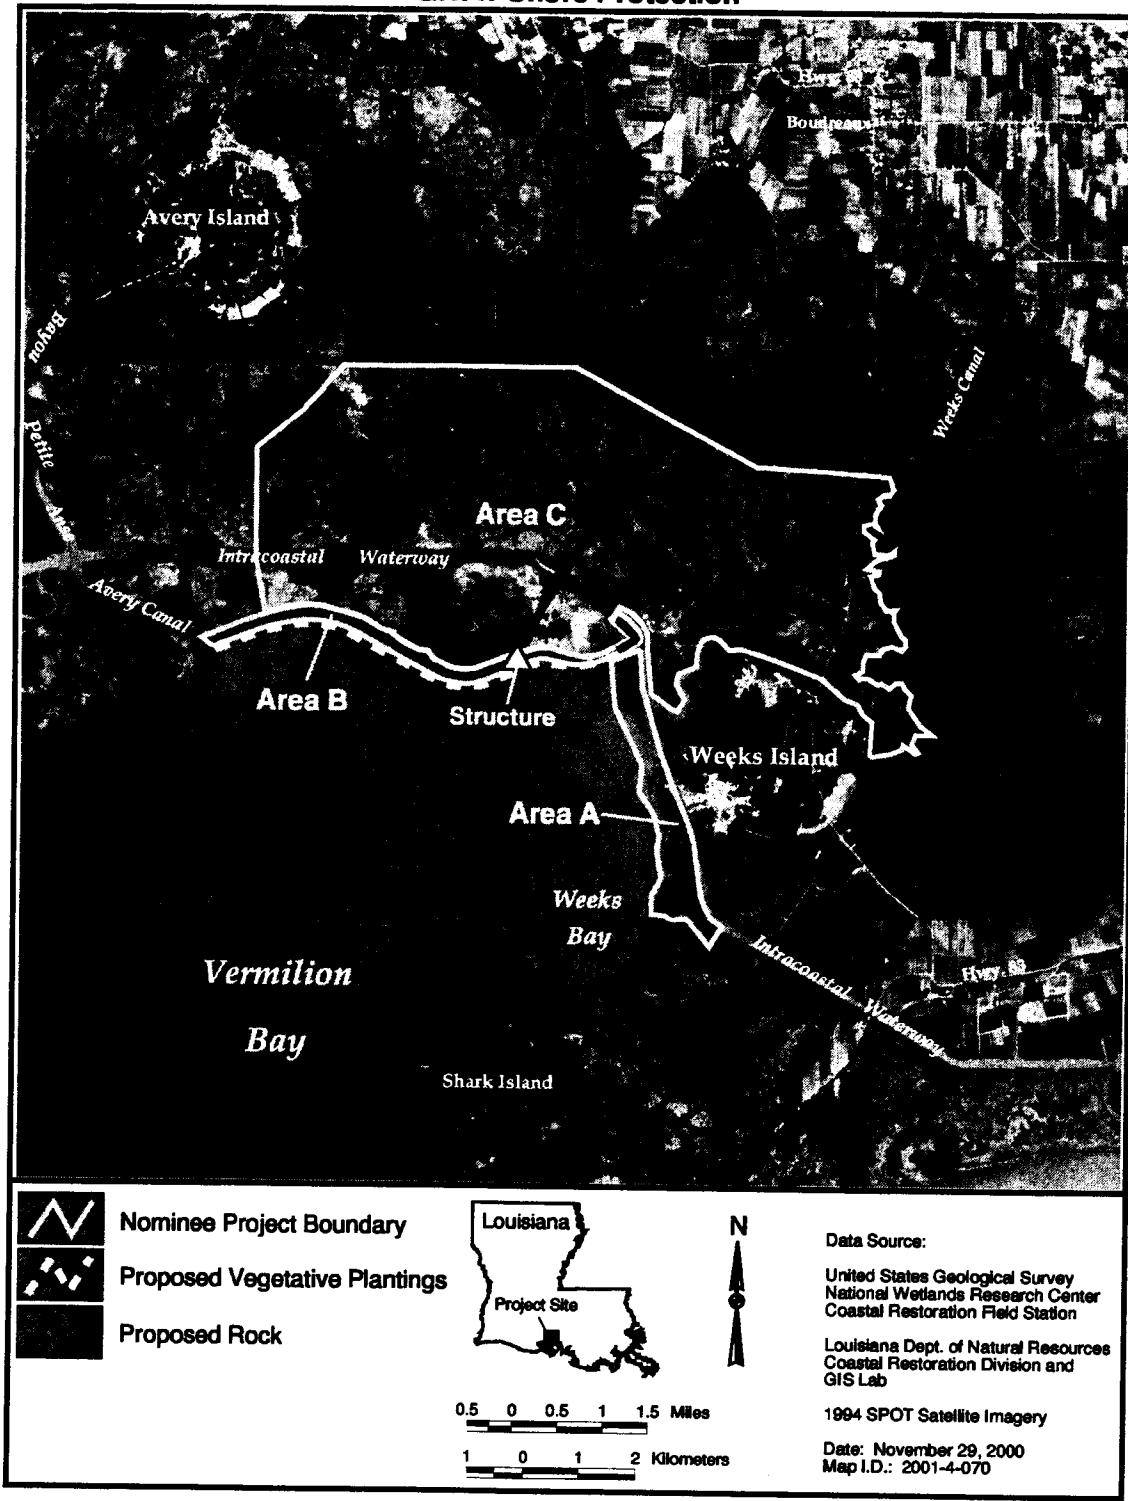 Shore Protection
Hwy.
Boudreaux
Avery Island
Bayou
Petite
Anse
Weeks Canal
Area C
Intracoastal Waterway
Avery Canal
Area B
Structure
Weeks Island
Area A
Weeks
Bay
Vermilion
Bay
Intracoastal Waterway
Hwy. 83
Shark Island
Nominee Project Boundary
Proposed Vegetative Plantings
Proposed Rock
Louisiana
Project Site
N
0.5 0 0.5 1 1.5 Miles
1 0 1 2 Kilometers
Data Source:
United States Geological Survey
National Wetlands Research Center
Coastal Restoration Field Station
Louisiana Dept. of Natural Resources
Coastal Restoration Division and
GIS Lab
1994 SPOT Satellite Imagery
Date: November 29, 2000
Map I.D.: 2001-4-070